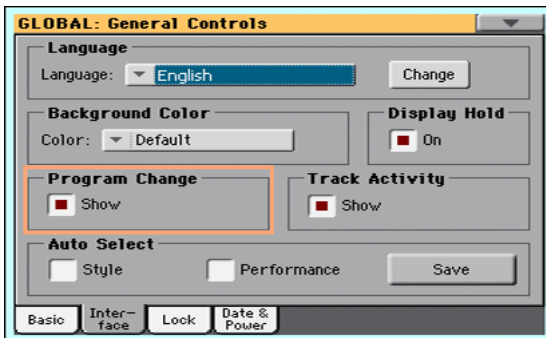 GLOBAL: General Controls
Language
Language: English
Change
Background Color
Color: Default
Display Hold
On
Program Change
Show
Track Activity
Show
Auto Select
Style
Performance
Save
Basic
Inter-
face
Lock
Date &
Power